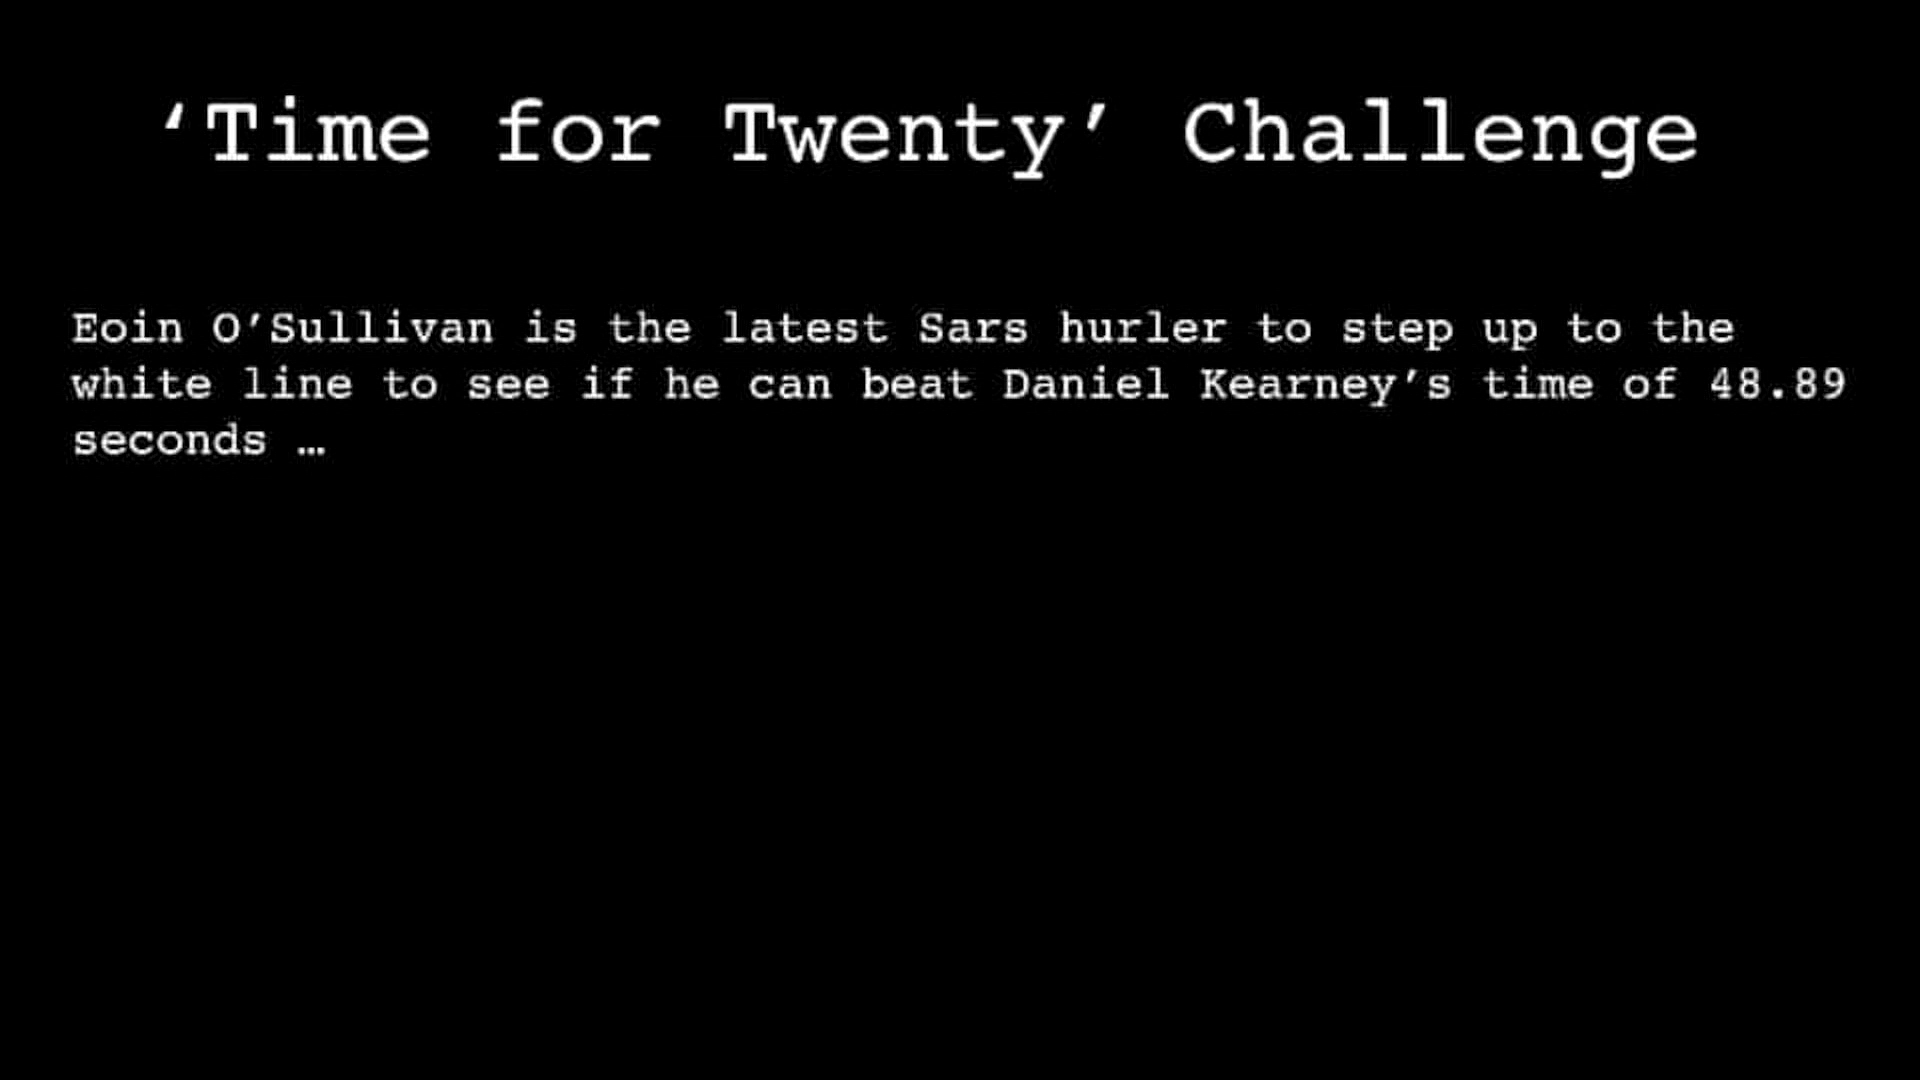 ‘Time for Twenty’ Challenge
Eoin O’Sullivan is the latest Sars hurler to step up to the
white line to see if he can beat Daniel Kearney’s time of 48.89
seconds …